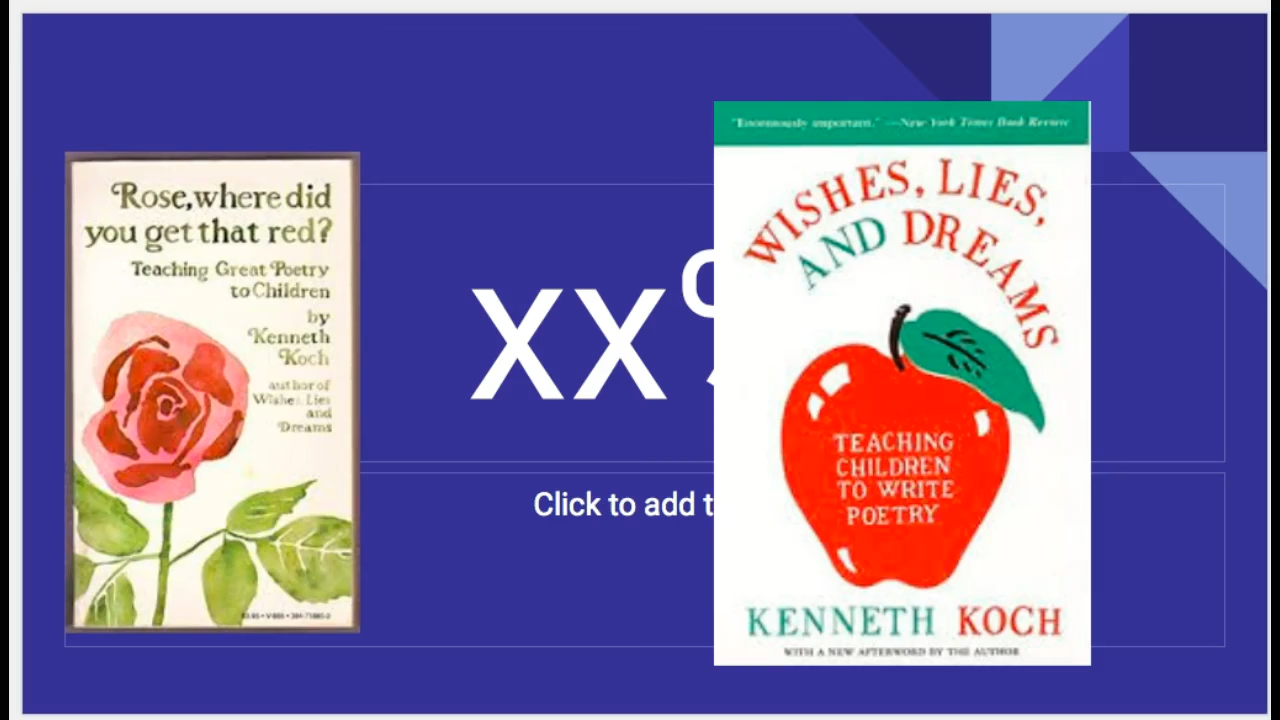 Rose, where did
you get that red?
Teaching Great Poetry
to Children
by
Kenneth
Koch
author of
Wishes Lies
and
Dreams
xx
Click to add t
"Enormously important." —New York Times Book Review
WISHES, LIES,
AND DREAMS
TEACHING
CHILDREN
TO WRITE
POETRY
KENNETH KOCH
WITH A NEW AFTERWORD BY THE AUTHOR